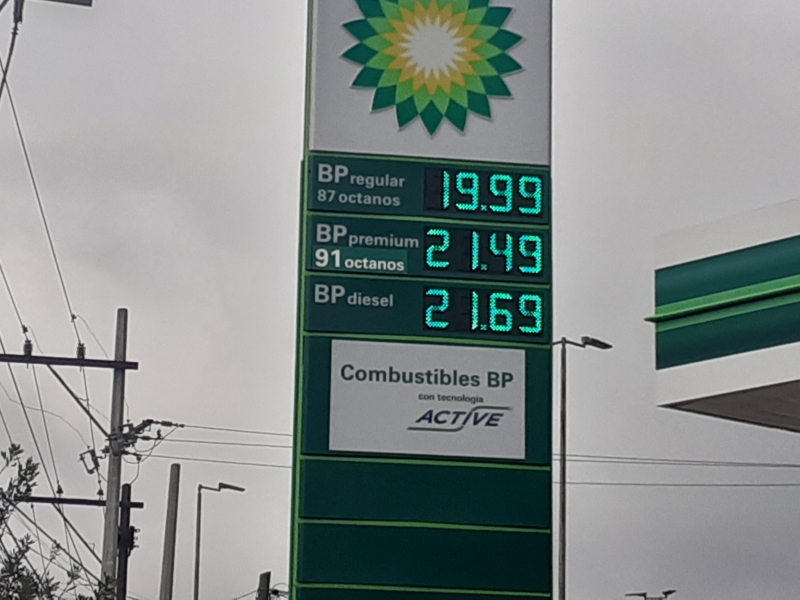 BP regular 19.99
87 octanos
BP premium 21.49
91 octanos
BP diesel 21.69
Combustibles BP
con tecnología
ACTIVE